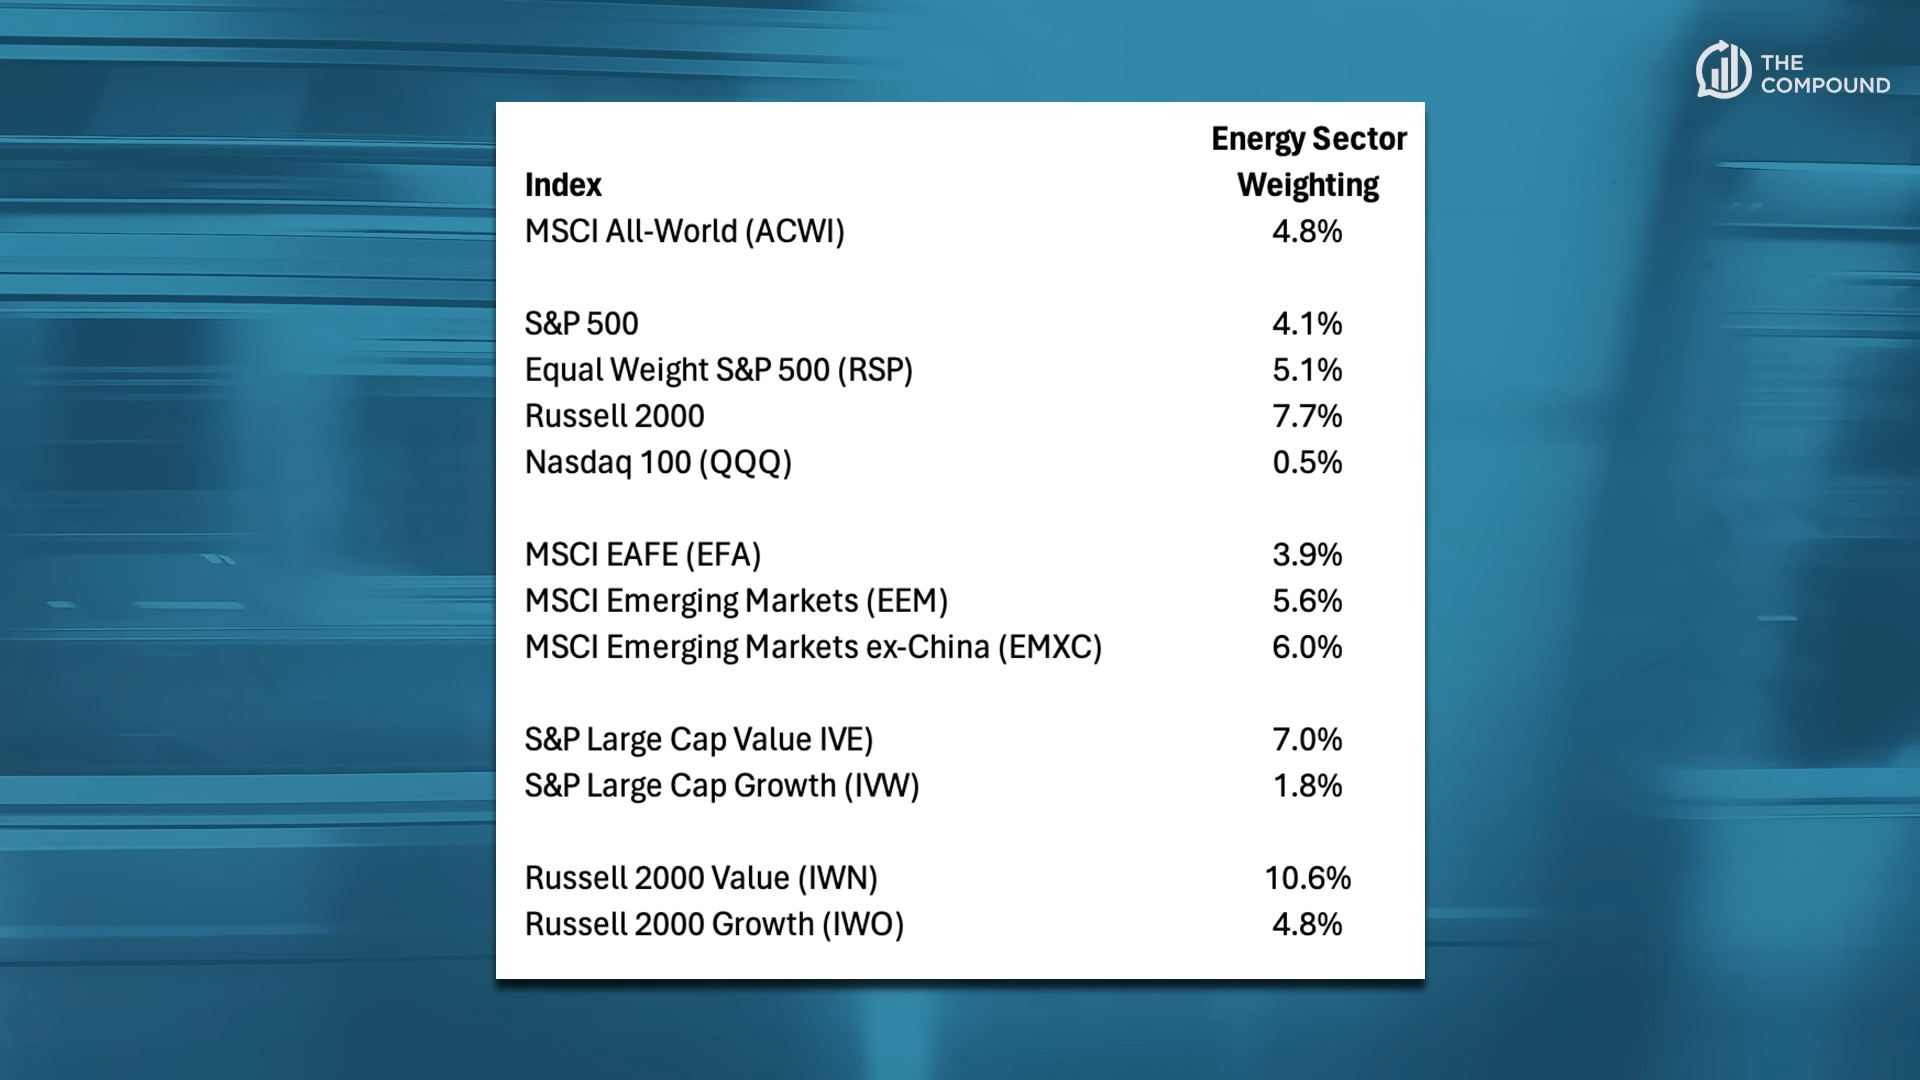 THE
COMPOUND
Energy Sector
Index Weighting
MSCI All-World (ACWI) 4.8%
S&P 500 4.1%
Equal Weight S&P 500 (RSP) 5.1%
Russell 2000 7.7%
Nasdaq 100 (QQQ) 0.5%
MSCI EAFE (EFA) 3.9%
MSCI Emerging Markets (EEM) 5.6%
MSCI Emerging Markets ex-China (EMXC) 6.0%
S&P Large Cap Value IVE) 7.0%
S&P Large Cap Growth (IVW) 1.8%
Russell 2000 Value (IWN) 10.6%
Russell 2000 Growth (IWO) 4.8%